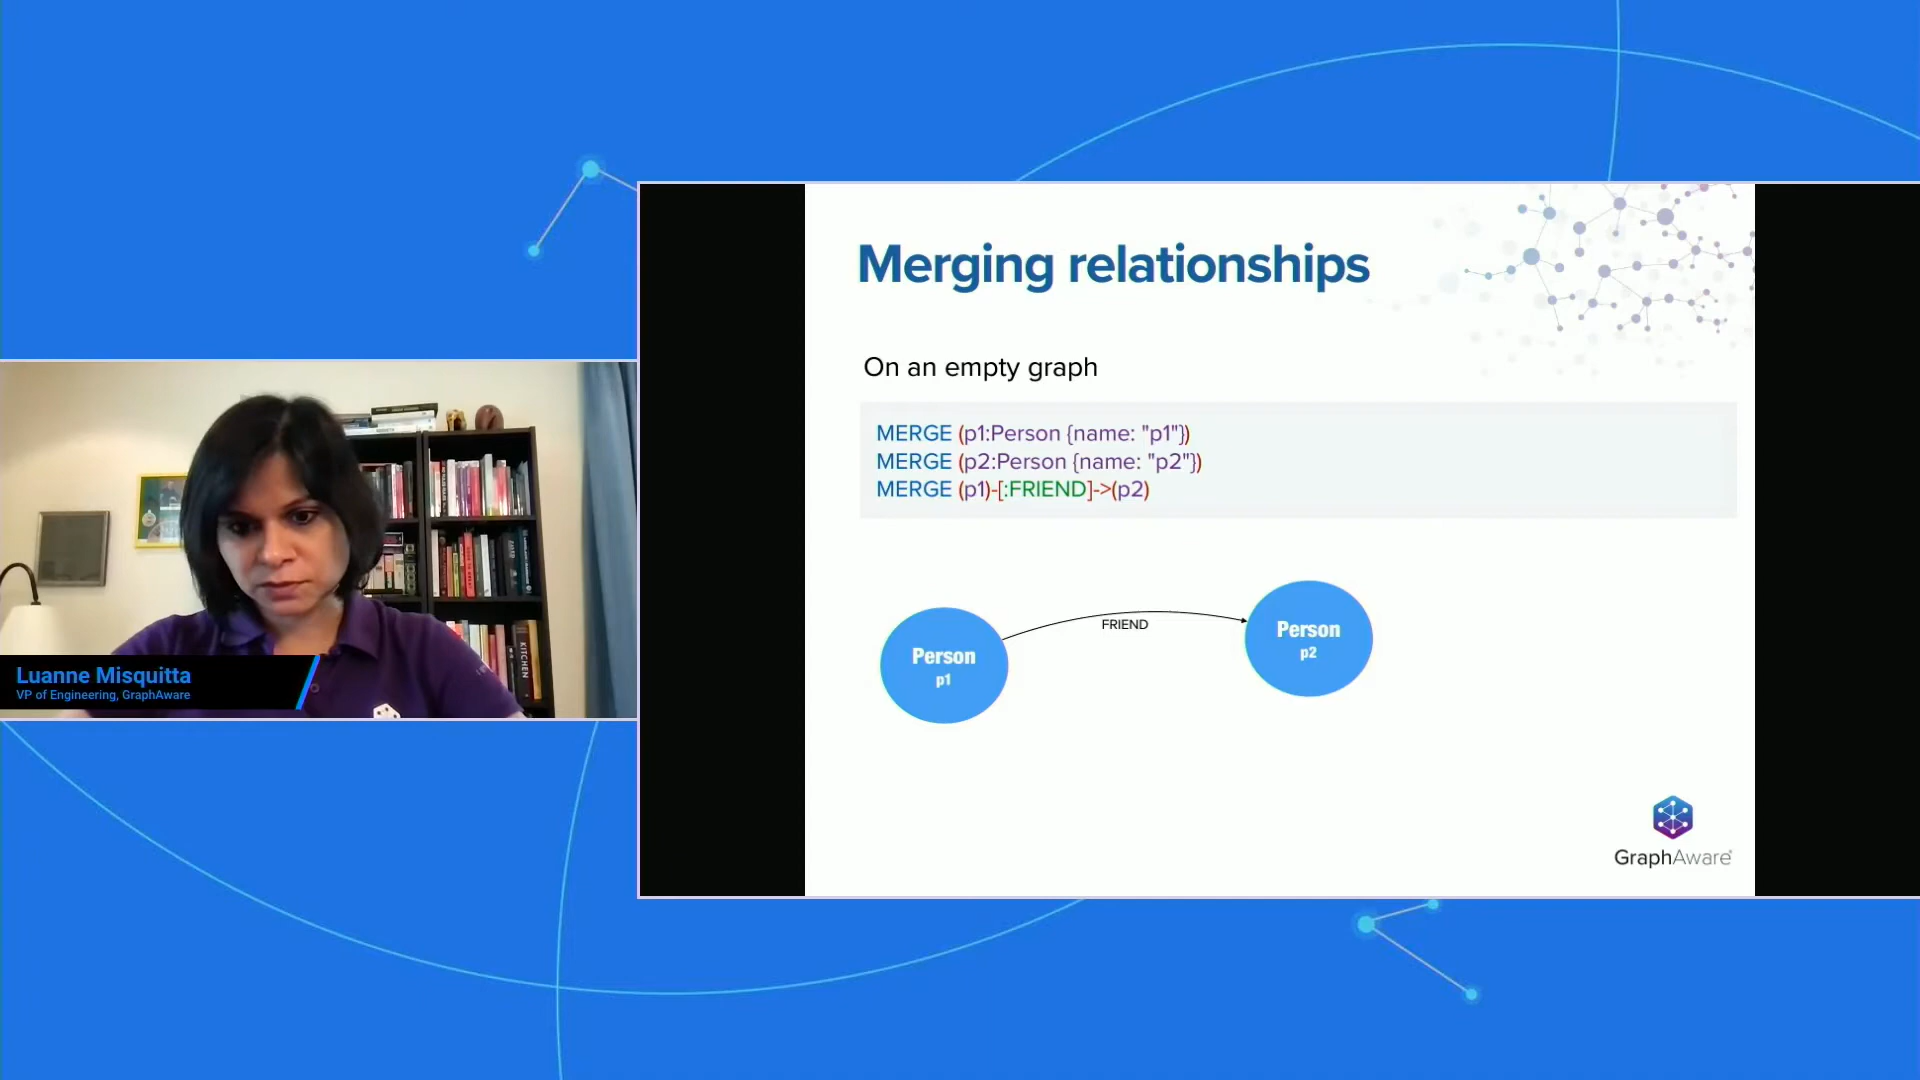 Merging relationships
On an empty graph
MERGE (p1:Person {name: "p1"})
MERGE (p2:Person {name: "p2"})
MERGE (p1)-[:FRIEND]->(p2)
FRIEND
Person
p1
Person
p2
GraphAware
KITCHEN
Luanne Misquitta
VP of Engineering, GraphAware